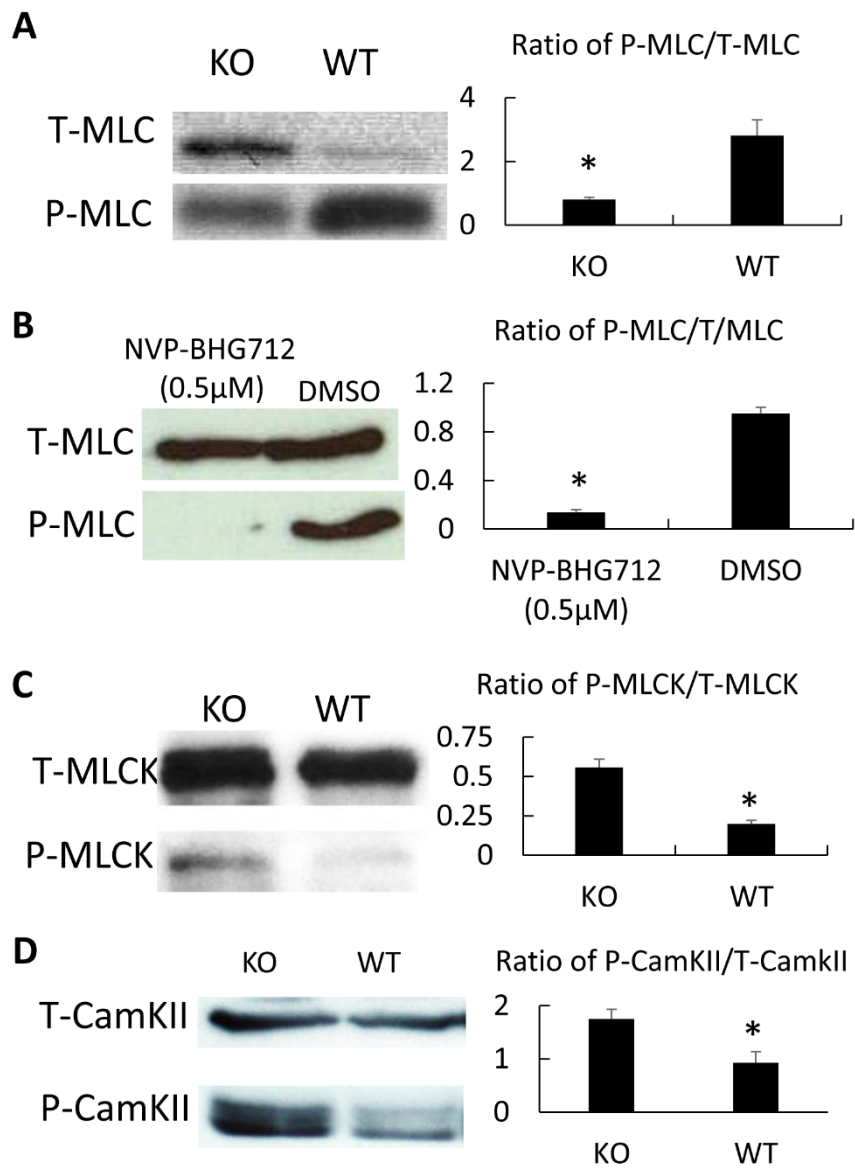 A
KO WT
T-MLC
P-MLC
Ratio of P-MLC/T-MLC
4
2
0
*
KO WT
B
NVP-BHG712
(0.5µM) DMSO
T-MLC
P-MLC
Ratio of P-MLC/T/MLC
1.2
0.8
0.4
0
*
NVP-BHG712 DMSO
(0.5µM)
C
KO WT
T-MLCK
P-MLCK
Ratio of P-MLCK/T-MLCK
0.75
0.5
0.25
0
*
KO WT
D
KO WT
T-CamKII
P-CamKII
Ratio of P-CamKII/T-CamkII
2
1
0
*
KO WT